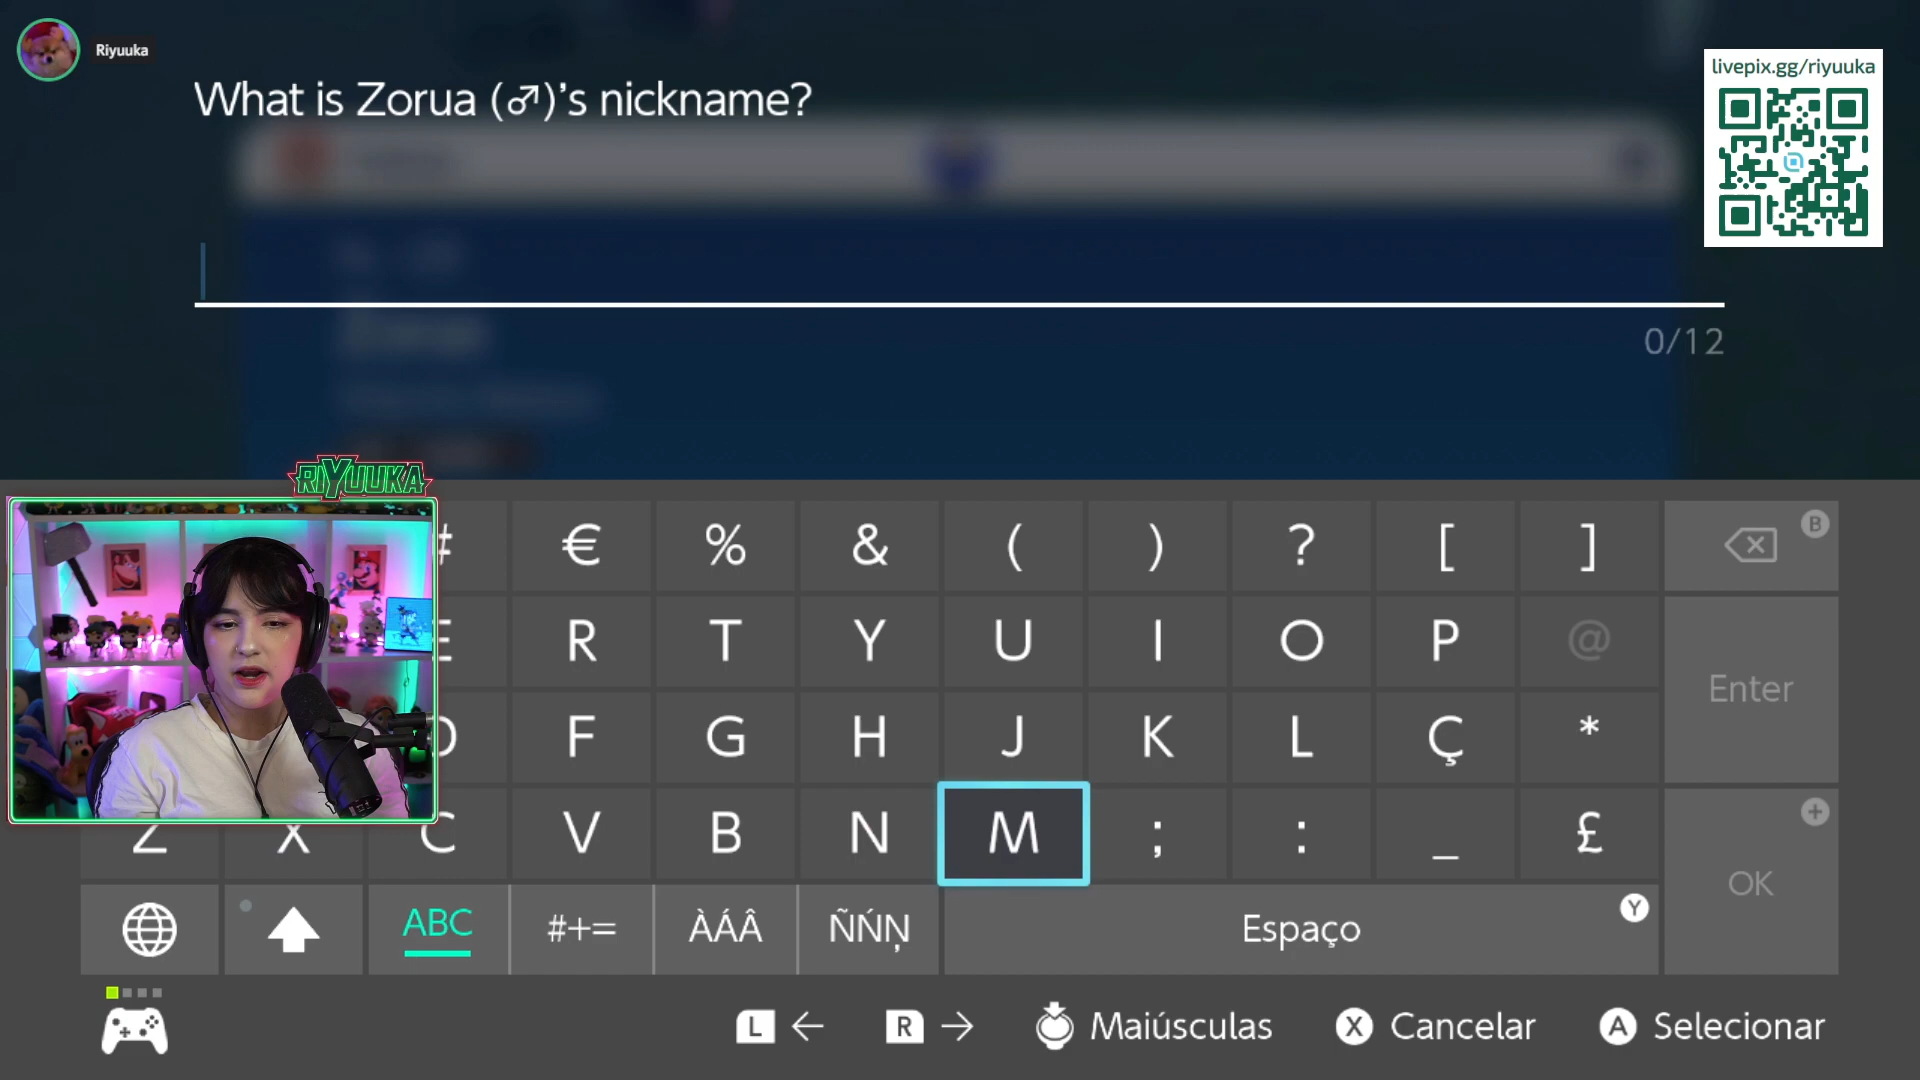 Riyuuka
livepix.gg/riyuuka
What is Zorua (♂)'s nickname?
0/12
RIYUUKA
# € % & ( ) ? [ ] B
E R T Y U I O P @
Enter
D F G H J K L Ç *
Z X C V B N M ; : _ £
+
OK
ABC #+= ÀÁÂ ÑŃŅ Espaço Y
L ← R → Maiúsculas X Cancelar A Selecionar